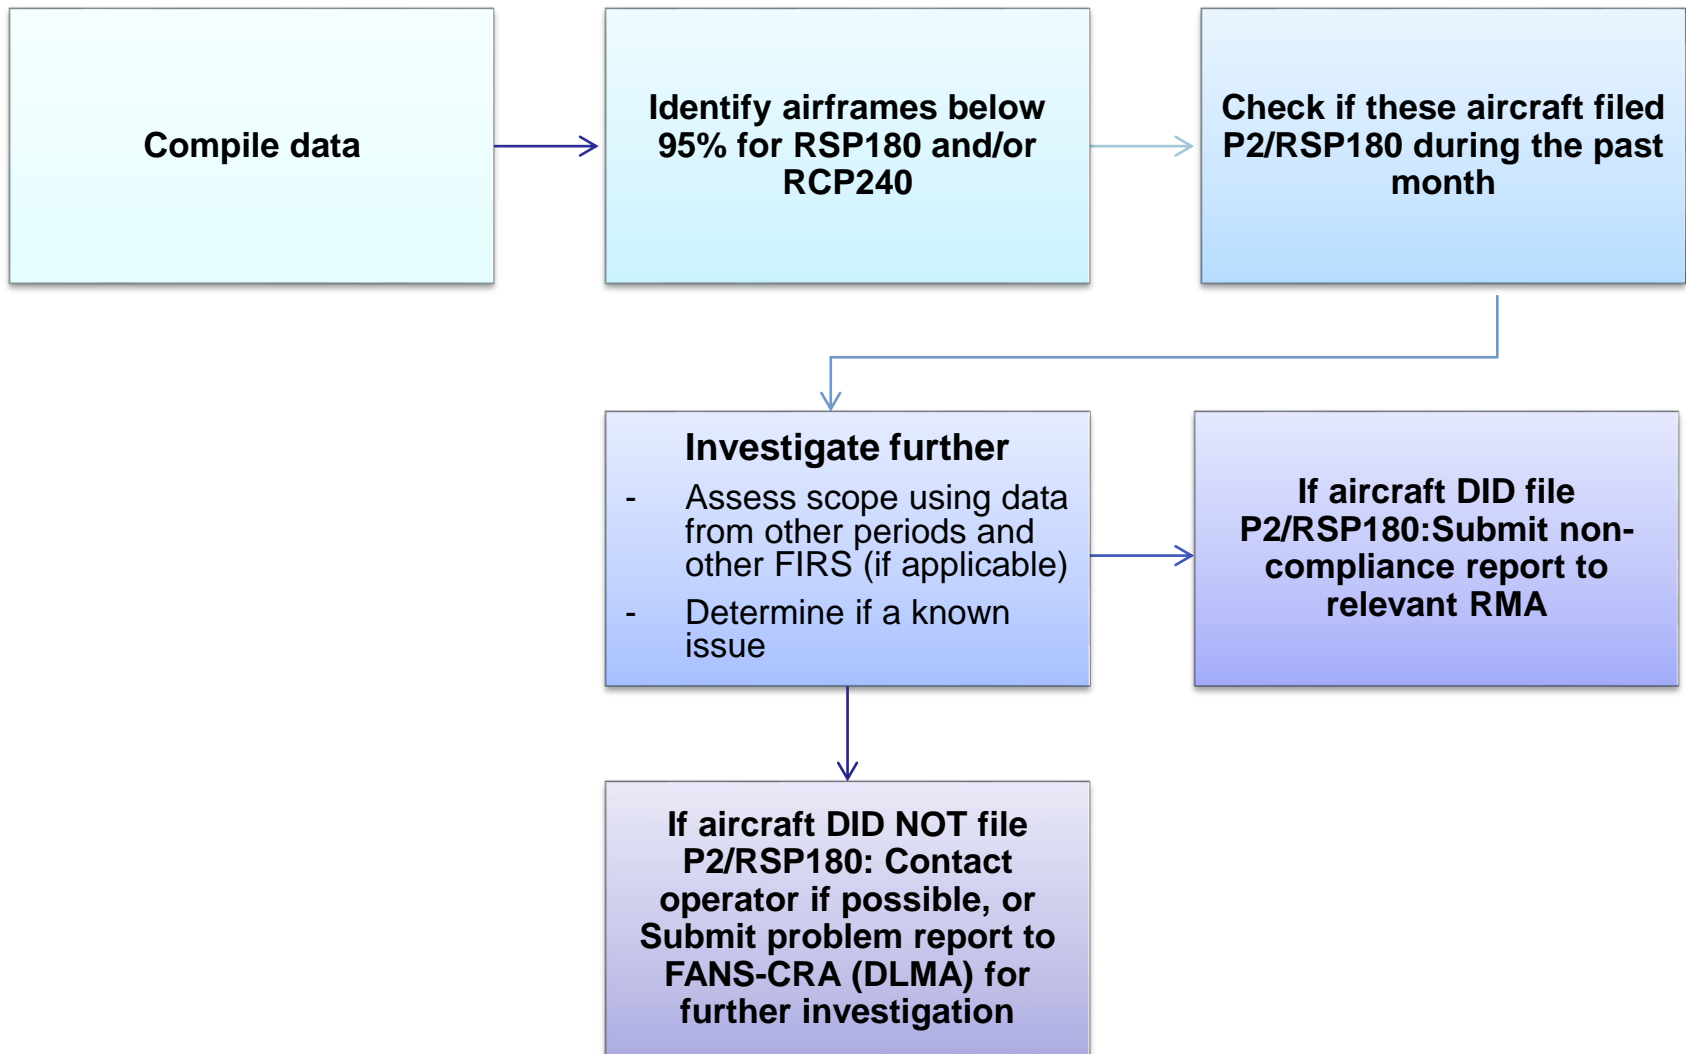 Compile data
Identify airframes below
95% for RSP180 and/or
RCP240
Check if these aircraft filed
P2/RSP180 during the past
month
Investigate further
- Assess scope using data
from other periods and
other FIRS (if applicable)
- Determine if a known
issue
If aircraft DID file
P2/RSP180:Submit non-
compliance report to
relevant RMA
If aircraft DID NOT file
P2/RSP180: Contact
operator if possible, or
Submit problem report to
FANS-CRA (DLMA) for
further investigation